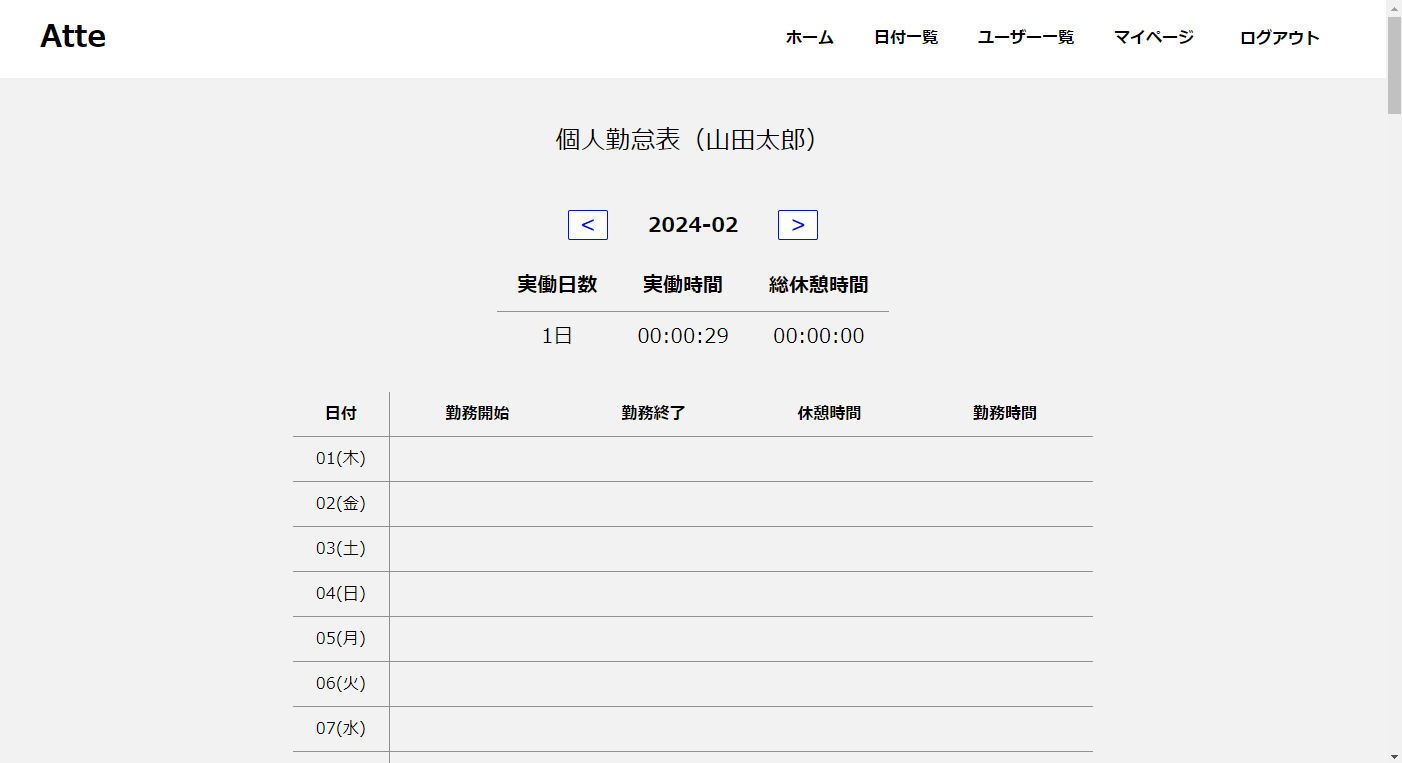 Atte
ホーム 日付一覧 ユーザー一覧 マイページ ログアウト
個人勤怠表（山田太郎）
< 2024-02 >
実働日数 実働時間 総休憩時間
1日 00:00:29 00:00:00
日付 勤務開始 勤務終了 休憩時間 勤務時間
01(木)
02(金)
03(土)
04(日)
05(月)
06(火)
07(水)